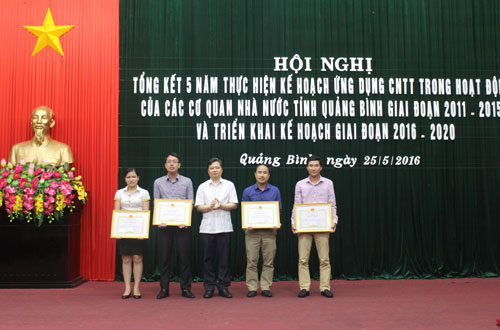 HỘI NGHỊ
TỔNG KẾT 5 NĂM THỰC HIỆN KẾ HOẠCH ỨNG DỤNG CNTT TRONG HOẠT ĐỘN
CỦA CÁC CƠ QUAN NHÀ NƯỚC TỈNH QUẢNG BÌNH GIAI ĐOẠN 2011 - 2015
VÀ TRIỂN KHAI KẾ HOẠCH GIAI ĐOẠN 2016 - 2020
Quảng Bình, ngày 25/5/2016